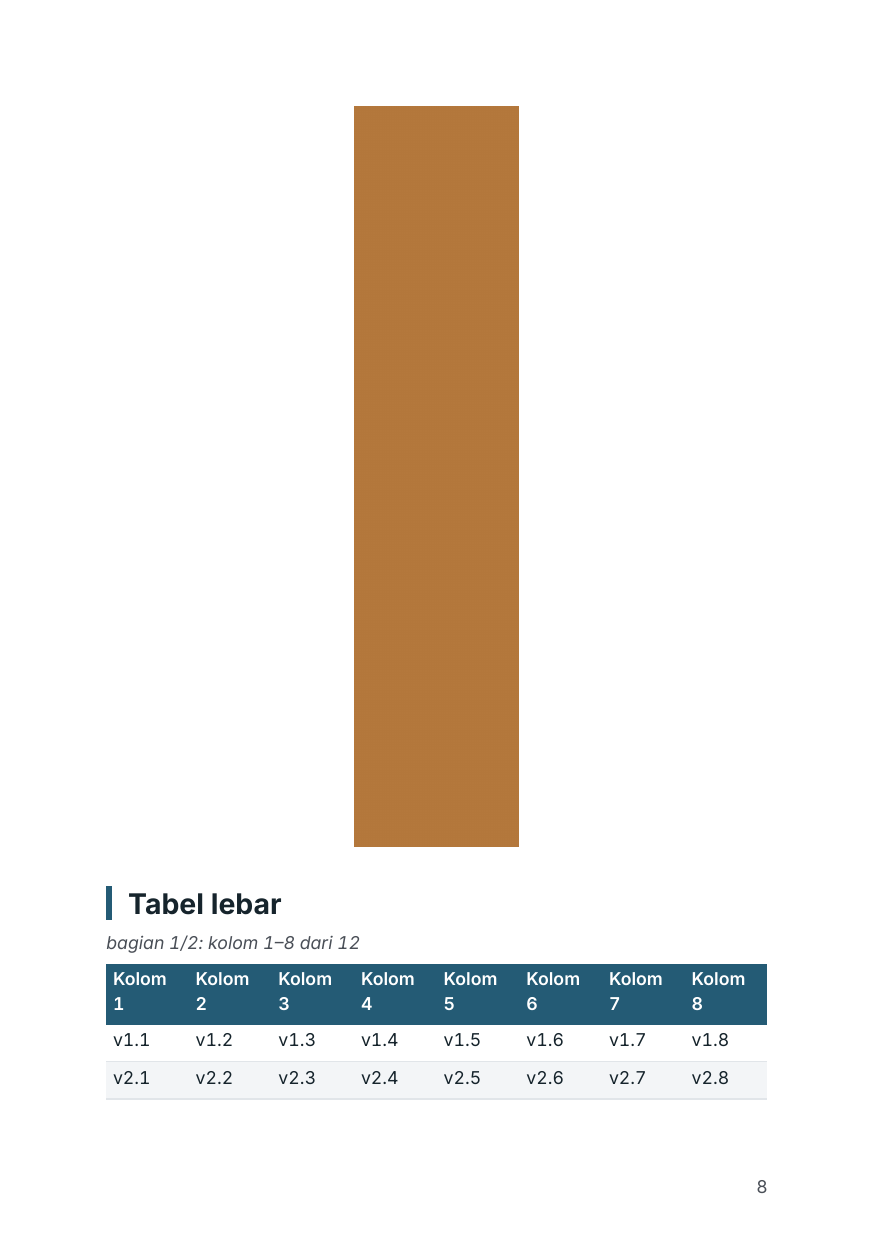 Tabel lebar
bagian 1/2: kolom 1–8 dari 12
Kolom 1 Kolom 2 Kolom 3 Kolom 4 Kolom 5 Kolom 6 Kolom 7 Kolom 8
v1.1 v1.2 v1.3 v1.4 v1.5 v1.6 v1.7 v1.8
v2.1 v2.2 v2.3 v2.4 v2.5 v2.6 v2.7 v2.8
8